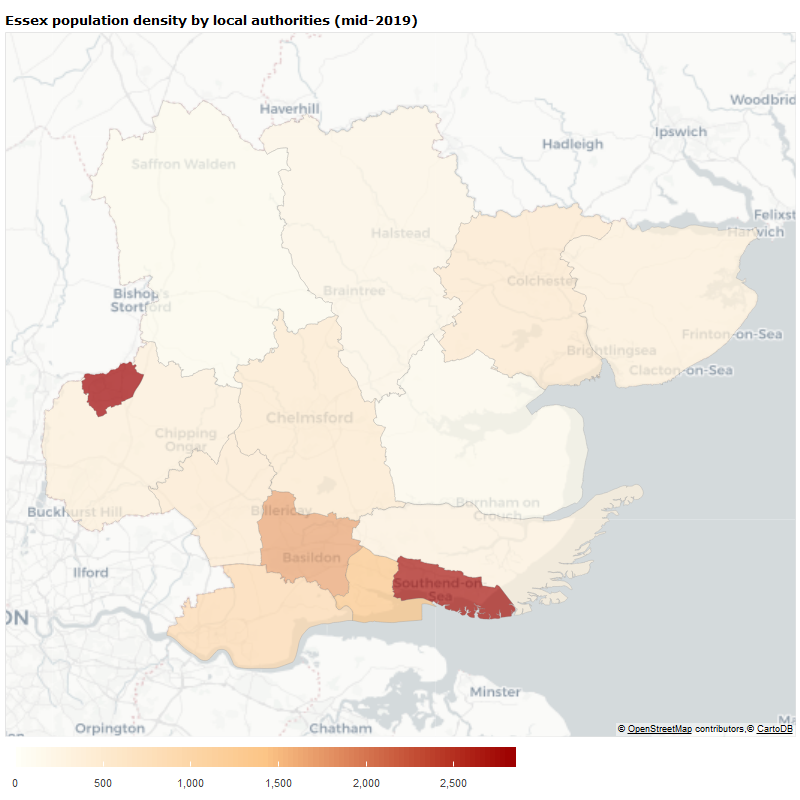 Essex population density by local authorities (mid-2019)
Haverhill
Woodbrid
Ipswich
Hadleigh
Saffron Walden
Felixst
Harwich
Halstead
Colchester
Braintree
Bishop's
Stortford
Frinton-on-Sea
Brightlingsea
Clacton-on-Sea
Chelmsford
Chipping
Ongar
Burnham on
Crouch
Buckhurst Hill
Billericay
Basildon
Ilford
Southend-on-
Sea
ON
Minster
Orpington
Chatham
Ma
© OpenStreetMap contributors,© CartoDB
0 500 1,000 1,500 2,000 2,500